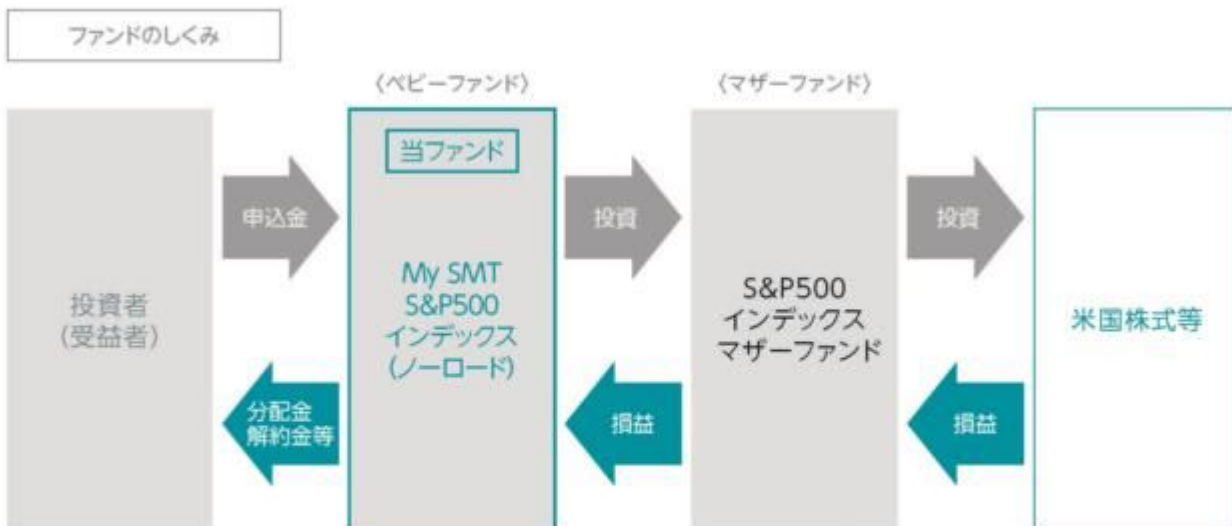 ファンドのしくみ
〈ベビーファンド〉
〈マザーファンド〉
投資者
(受益者)
申込金
分配金
解約金等
当ファンド
My SMT
S&P500
インデックス
(ノーロード)
投資
損益
S&P500
インデックス
マザーファンド
投資
損益
米国株式等